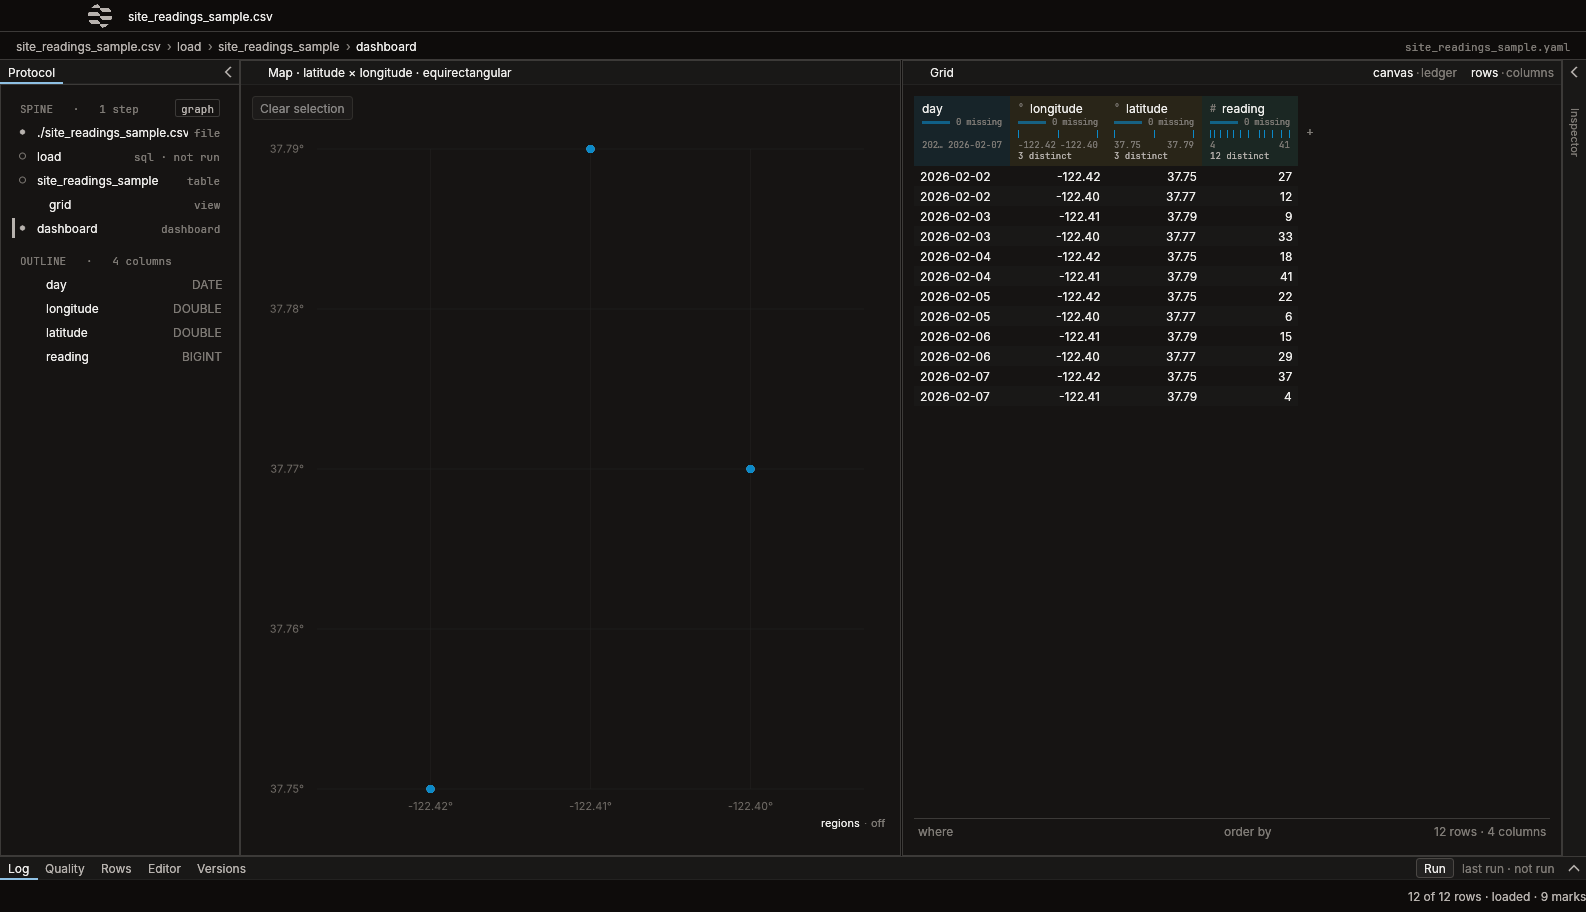 site_readings_sample.csv
site_readings_sample.csv › load › site_readings_sample › dashboard
site_readings_sample.yaml
Protocol
SPINE · 1 step graph
./site_readings_sample.csv file
load sql · not run
site_readings_sample table
grid view
dashboard dashboard
OUTLINE · 4 columns
day DATE
longitude DOUBLE
latitude DOUBLE
reading BIGINT
Map · latitude × longitude · equirectangular
Clear selection
37.79°
37.78°
37.77°
37.76°
37.75°
-122.42° -122.41° -122.40°
regions · off
Grid
canvas · ledger rows · columns
day ° longitude ° latitude # reading
0 missing 0 missing 0 missing 0 missing
+
202… 2026-02-07 -122.42 -122.40 37.75 37.79 4 41
3 distinct 3 distinct 12 distinct
2026-02-02 -122.42 37.75 27
2026-02-02 -122.40 37.77 12
2026-02-03 -122.41 37.79 9
2026-02-03 -122.40 37.77 33
2026-02-04 -122.42 37.75 18
2026-02-04 -122.41 37.79 41
2026-02-05 -122.42 37.75 22
2026-02-05 -122.40 37.77 6
2026-02-06 -122.41 37.79 15
2026-02-06 -122.40 37.77 29
2026-02-07 -122.42 37.75 37
2026-02-07 -122.41 37.79 4
where order by 12 rows · 4 columns
Inspector
Log Quality Rows Editor Versions
Run last run · not run
12 of 12 rows · loaded · 9 marks